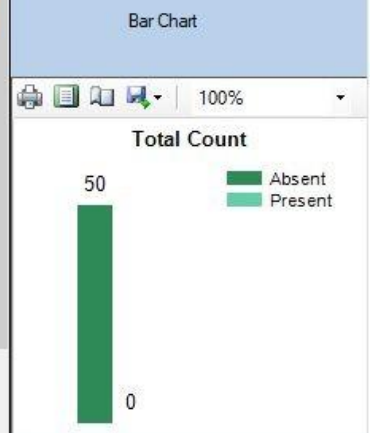 Bar Chart
100%
Total Count
50
Absent
Present
0